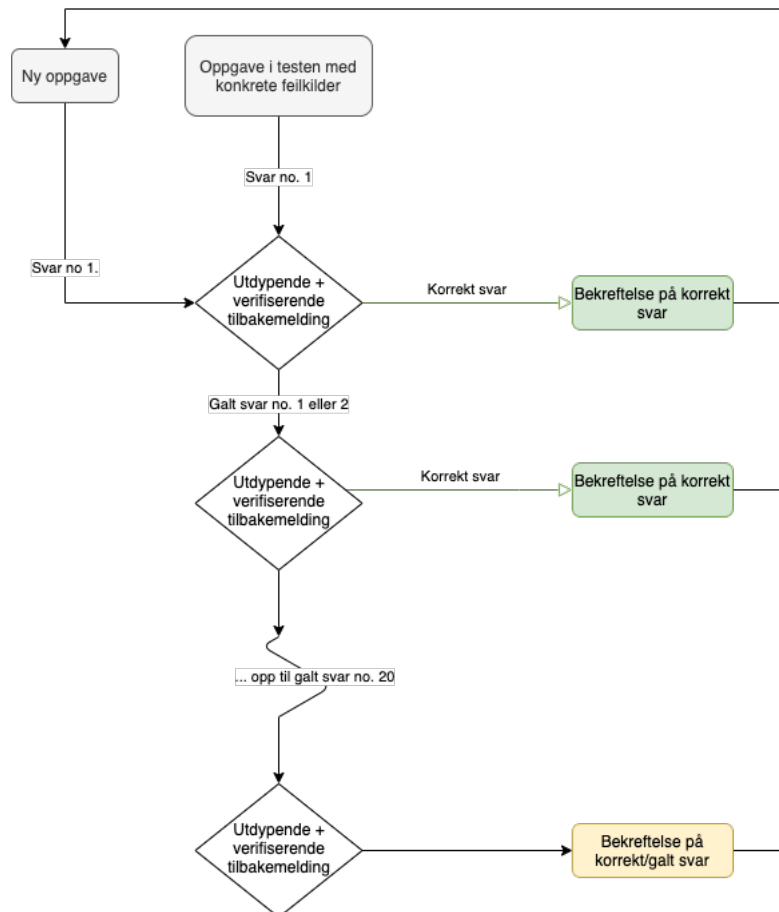 Ny oppgave
Oppgave i testen med
konkrete feilkilder
Svar no. 1
Svar no 1.
Utdypende +
verifiserende
tilbakemelding
Korrekt svar
Bekreftelse på korrekt
svar
Galt svar no. 1 eller 2
Utdypende +
verifiserende
tilbakemelding
Korrekt svar
Bekreftelse på korrekt
svar
... opp til galt svar no. 20
Utdypende +
verifiserende
tilbakemelding
Bekreftelse på
korrekt/galt svar